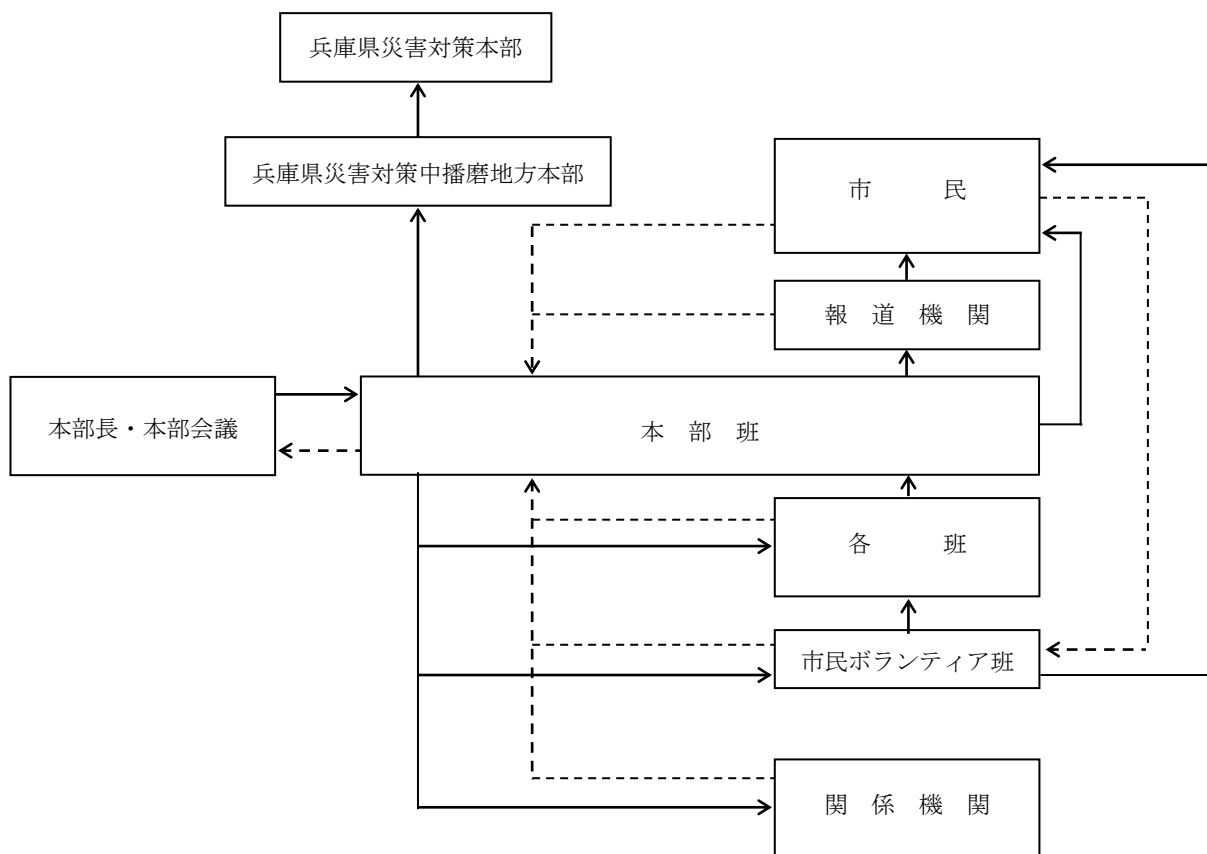 兵庫県災害対策本部
兵庫県災害対策中播磨地方本部
市　　　民
報　道　機　関
本部長・本部会議
本　部　班
各　　　班
市民ボランティア班
関　係　機　関